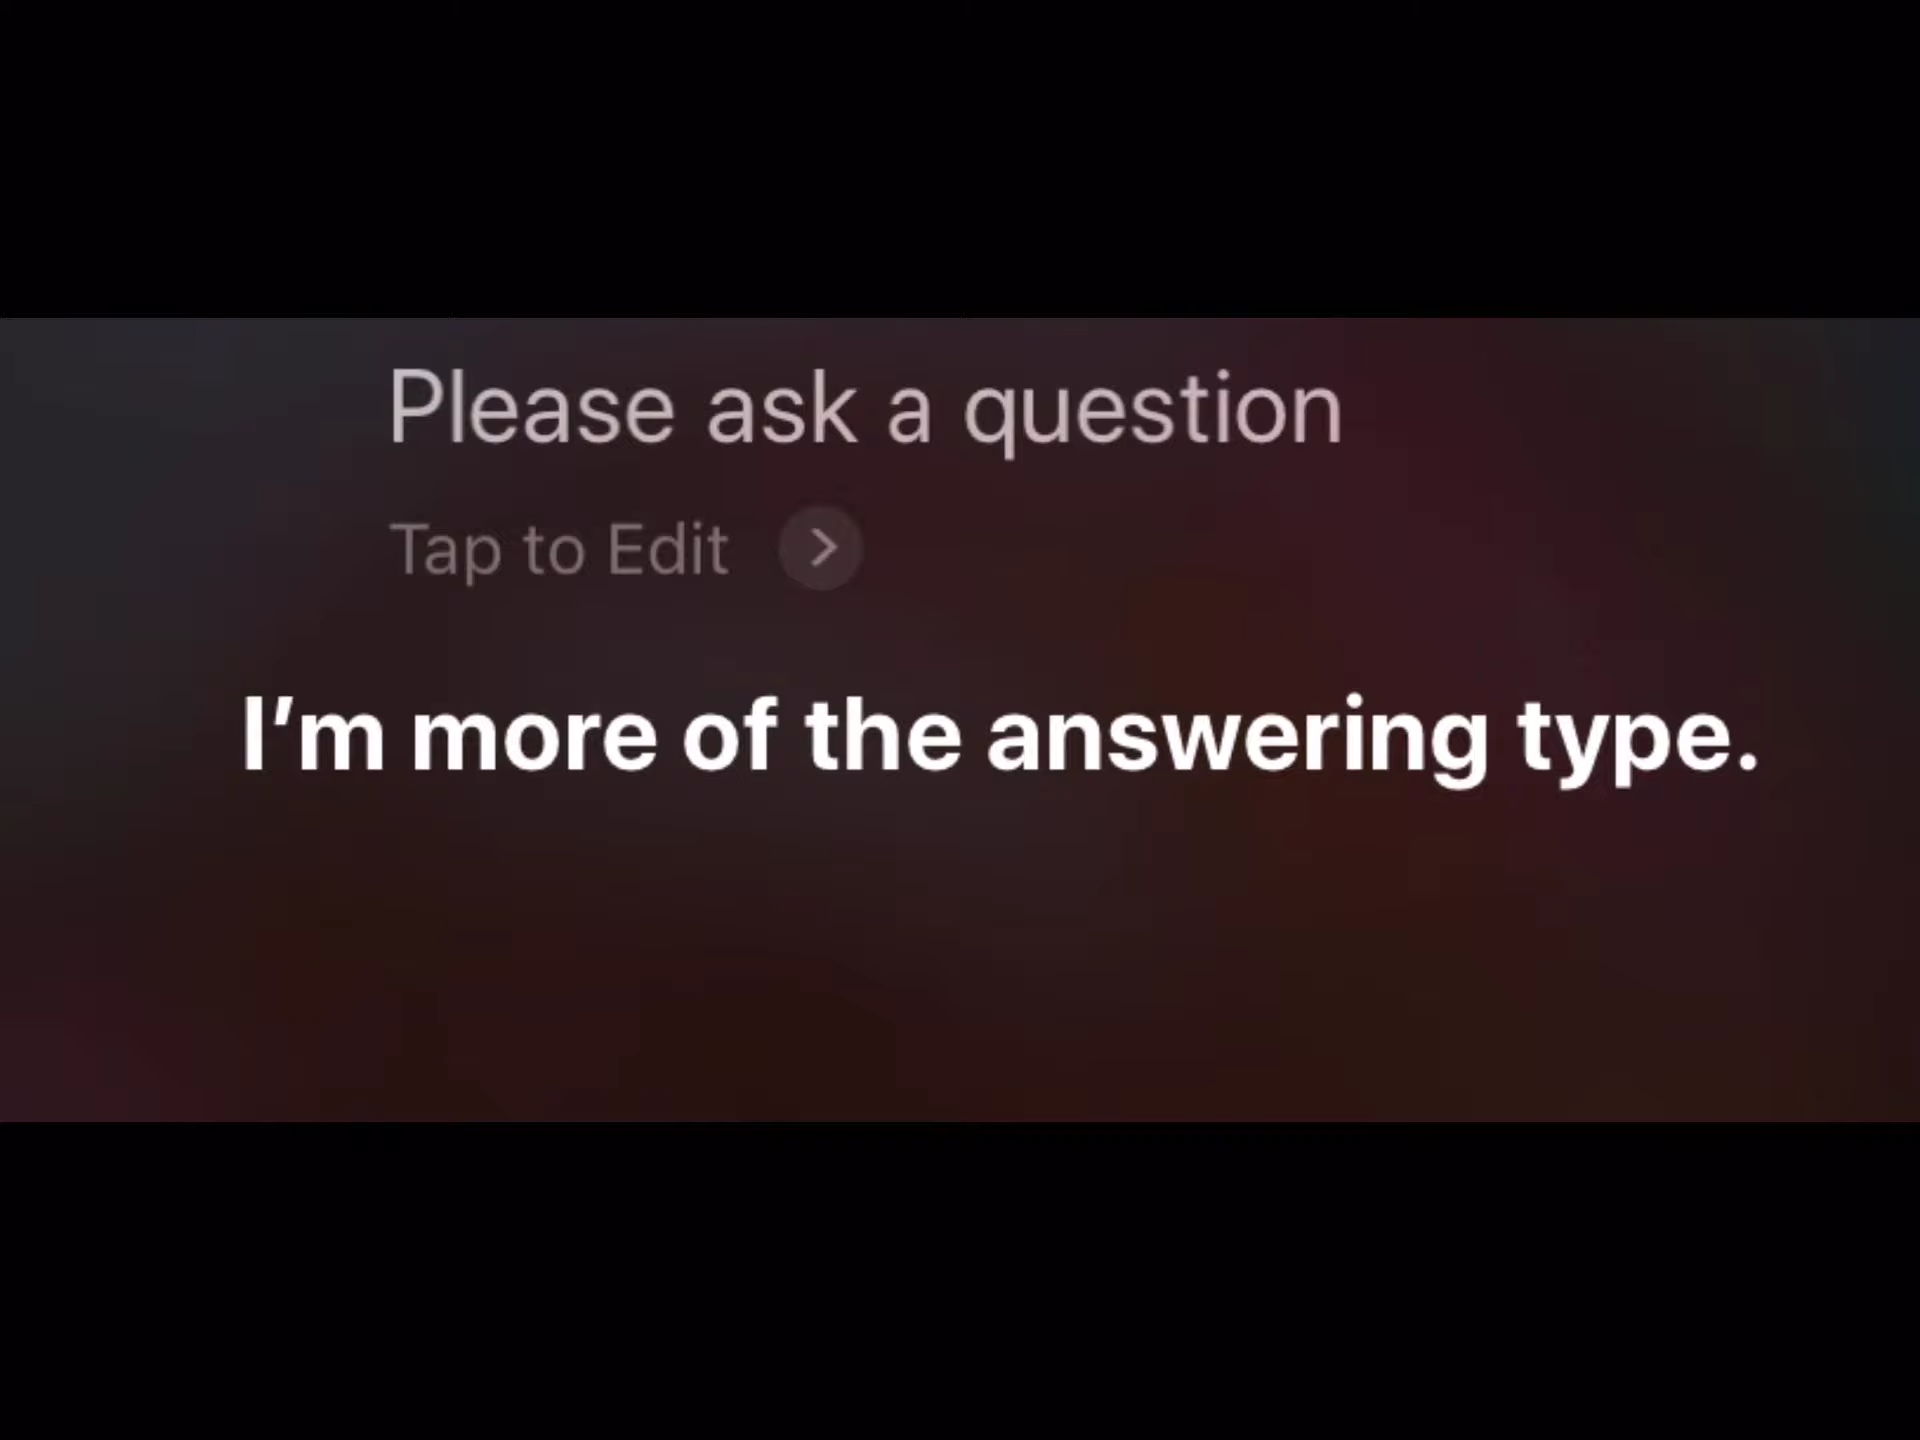 Please ask a question
Tap to Edit
I’m more of the answering type.